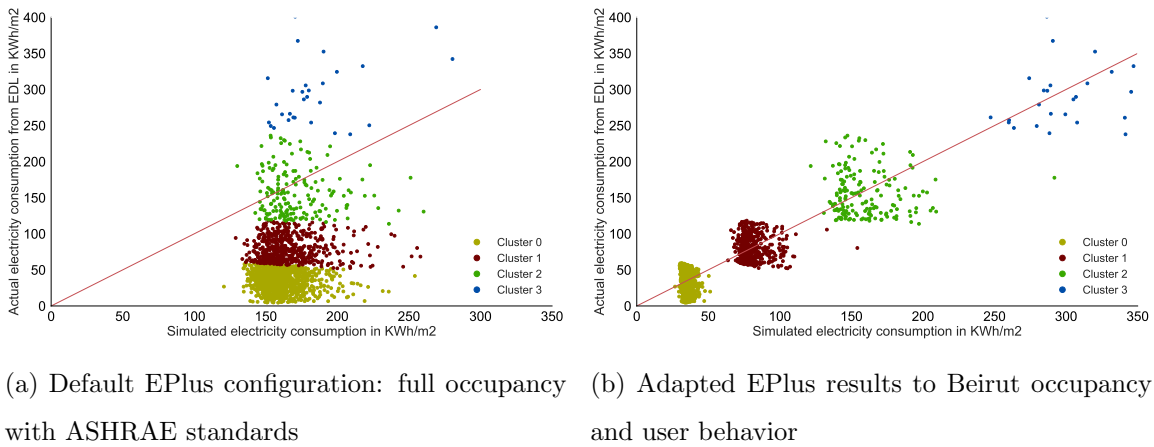 Actual electricity consumption from EDL in KWh/m2
400
350
300
250
200
150
100
50
0
0
50
100
150
200
250
300
350
Simulated electricity consumption in KWh/m2
Cluster 0
Cluster 1
Cluster 2
Cluster 3
Actual electricity consumption from EDL in KWh/m2
400
350
300
250
200
150
100
50
0
0
50
100
150
200
250
300
350
Simulated electricity consumption in KWh/m2
Cluster 0
Cluster 1
Cluster 2
Cluster 3
(a) Default EPlus configuration: full occupancy
with ASHRAE standards
(b) Adapted EPlus results to Beirut occupancy
and user behavior